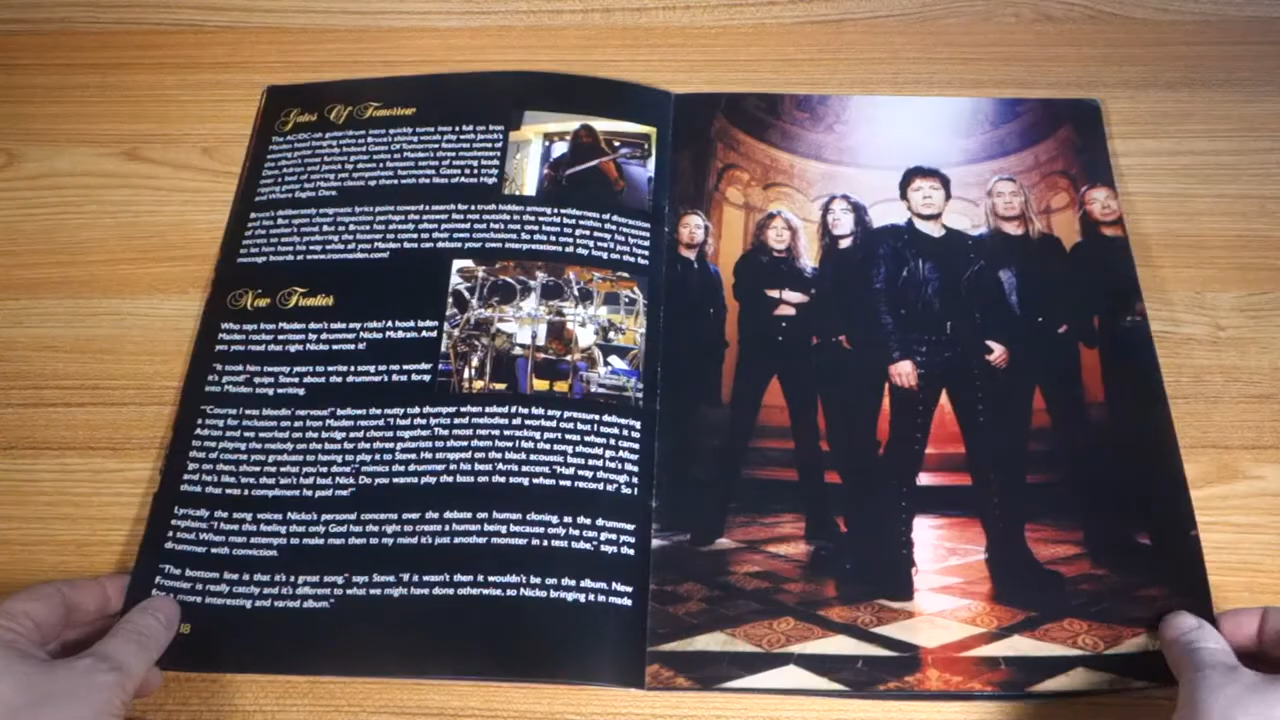 Gates Of Tomorrow
The AC/DC-ish guitar/drum intro quickly turns into a full on Iron
Maiden head banging salvo as Bruce's shining vocals play with Janick's
weaving guitar melody. Indeed Gates Of Tomorrow features some of
the album's most furious guitar solos as Maiden's three musketeers
Dave, Adrian and Janick lay down a fantastic series of searing leads
over a bed of stirring yet sympathetic harmonies. Gates is a truly
ripping guitar led Maiden classic up there with the likes of Aces High
and Where Eagles Dare.
Bruce's deliberately enigmatic lyrics point toward a search for a truth hidden among a wilderness of distraction
and lies. But upon closer inspection perhaps the answer lies not outside in the world but within the recesses
of the seeker's mind. But as Bruce has already often pointed out he's not one keen to give away his lyrical
secrets so easily, preferring the listener to come to their own conclusions. So this is one song we'll just have
to let him have his way while all you Maiden fans can debate your own interpretations all day long on the fan
message boards at www.ironmaiden.com!
New Frontier
Who says Iron Maiden don't take any risks? A hook laden
Maiden rocker written by drummer Nicko McBrain. And
yes you read that right Nicko wrote it!
"It took him twenty years to write a song so no wonder
it's good!" quips Steve about the drummer's first foray
into Maiden song writing.
"'Course I was bleedin' nervous!" bellows the nutty tub thumper when asked if he felt any pressure delivering
a song for inclusion on an Iron Maiden record. "I had the lyrics and melodies all worked out but I took it to
Adrian and we worked on the bridge and chorus together. The most nerve wracking part was when it came
to me playing the melody on the bass for the three guitarists to show them how I felt the song should go. After
that of course you graduate to having to play it to Steve. He strapped on the black acoustic bass and he's like
'go on then, show me what you've done'," mimics the drummer in his best 'Arris accent. "Half way through it
and he's like, 'ere, that 'ain't half bad, Nick. Do you wanna play the bass on the song when we record it?' So I
think that was a compliment he paid me!"
Lyrically the song voices Nicko's personal concerns over the debate on human cloning, as the drummer
explains: "I have this feeling that only God has the right to create a human being because only he can give you
a soul. When man attempts to make man then to my mind it's just another monster in a test tube," says the
drummer with conviction.
"The bottom line is that it's a great song," says Steve. "If it wasn't then it wouldn't be on the album. New
Frontier is really catchy and it's different to what we might have done otherwise, so Nicko bringing it in made
for a more interesting and varied album."
18